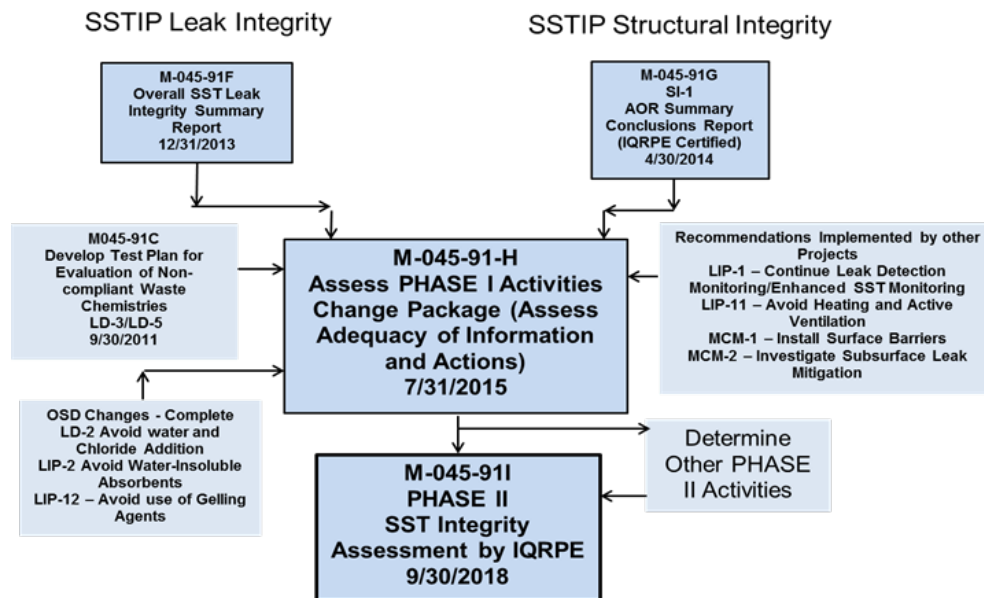 SSTIP Leak Integrity
SSTIP Structural Integrity
M-045-91F
Overall SST Leak
Integrity Summary
Report
12/31/2013
M-045-91G
SI-1
AOR Summary
Conclusions Report
(IQRPE Certified)
4/30/2014
M045-91C
Develop Test Plan for
Evaluation of Non-
compliant Waste
Chemistries
LD-3/LD-5
9/30/2011
M-045-91-H
Assess PHASE I Activities
Change Package (Assess
Adequacy of Information
and Actions)
7/31/2015
Recommendations Implemented by other
Projects
LIP-1 – Continue Leak Detection
Monitoring/Enhanced SST Monitoring
LIP-11 – Avoid Heating and Active
Ventilation
MCM-1 – Install Surface Barriers
MCM-2 – Investigate Subsurface Leak
Mitigation
OSD Changes - Complete
LD-2 Avoid water and
Chloride Addition
LIP-2 Avoid Water-Insoluble
Absorbents
LIP-12 – Avoid use of Gelling
Agents
M-045-91I
PHASE II
SST Integrity
Assessment by IQRPE
9/30/2018
Determine
Other PHASE
II Activities